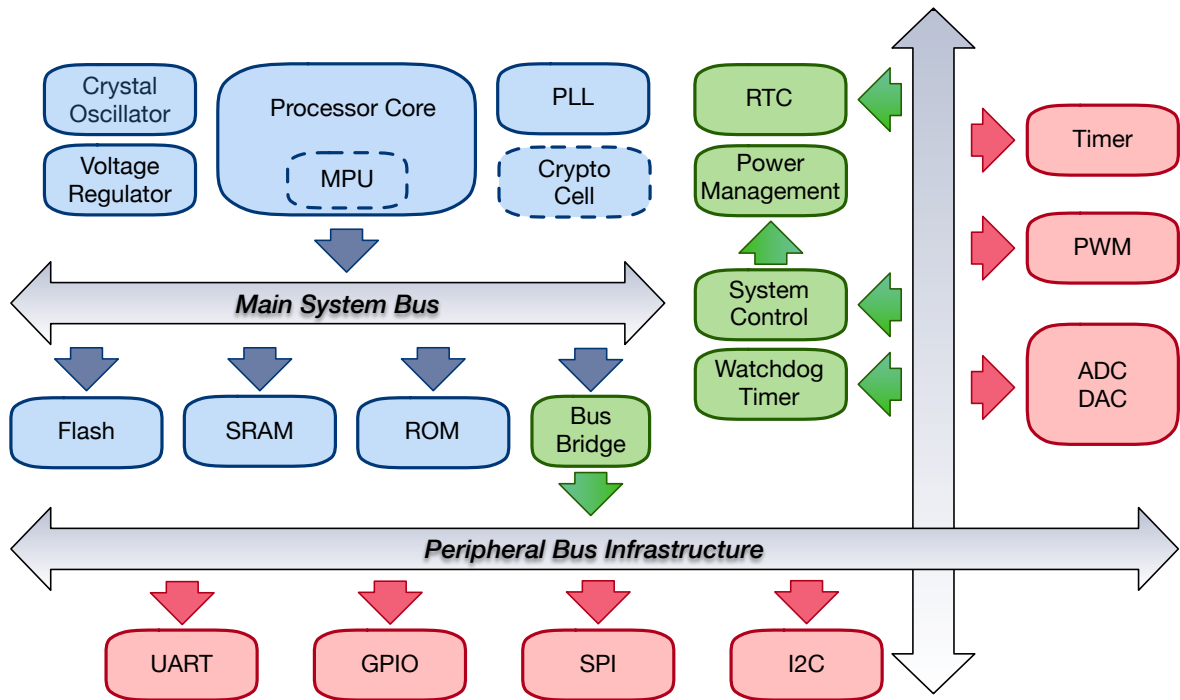 Crystal
Oscillator
Processor Core
PLL
RTC
Timer
Voltage
Regulator
MPU
Crypto
Cell
Power
Management
PWM
Main System Bus
System
Control
Watchdog
Timer
ADC
DAC
Flash
SRAM
ROM
Bus
Bridge
Peripheral Bus Infrastructure
UART
GPIO
SPI
I2C